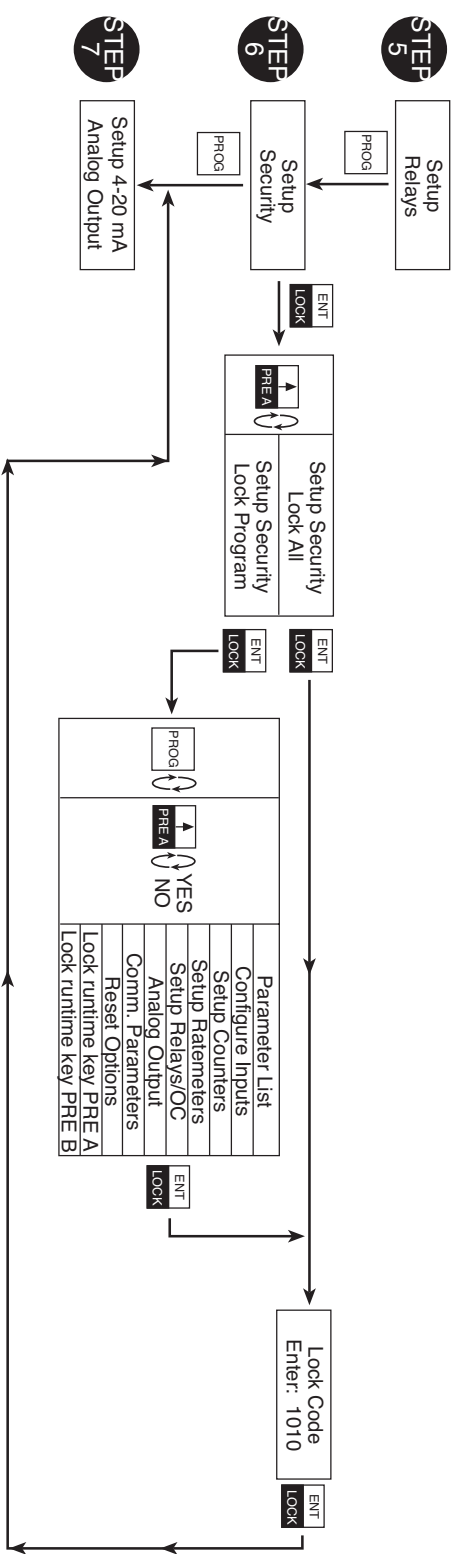 STEP
5
Setup
Relays
PROG
STEP
6
Setup
Security
PROG
STEP
7
Setup 4-20 mA
Analog Output
ENT
LOCK
PRE A
Setup Security
Lock All
Setup Security
Lock Program
ENT
LOCK
ENT
LOCK
PROG
PRE A
YES
NO
Parameter List
Configure Inputs
Setup Counters
Setup Ratemeters
Setup Relays/OC
Analog Output
Comm. Parameters
Reset Options
Lock runtime key PRE A
Lock runtime key PRE B
ENT
LOCK
Lock Code
Enter: 1010
ENT
LOCK